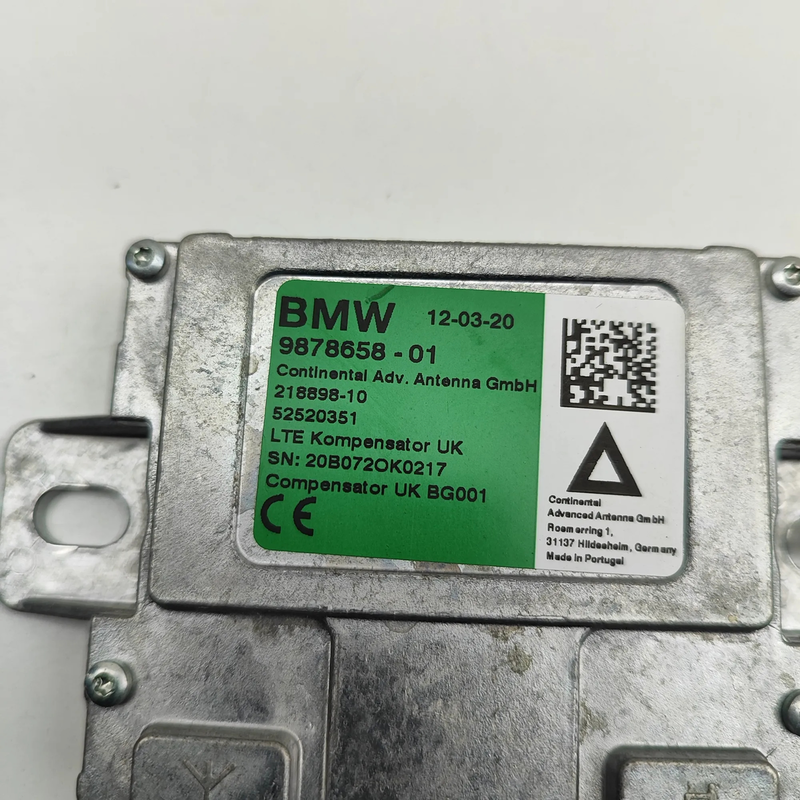 BMW 12-03-20
9878658 - 01
Continental Adv. Antenna GmbH
218898-10
52520351
LTE Kompensator UK
SN: 20B072OK0217
Compensator UK BG001
CE
Continental
Advanced Antenna GmbH
Roemerring 1,
31137 Hildesheim, Germany
Made in Portugal